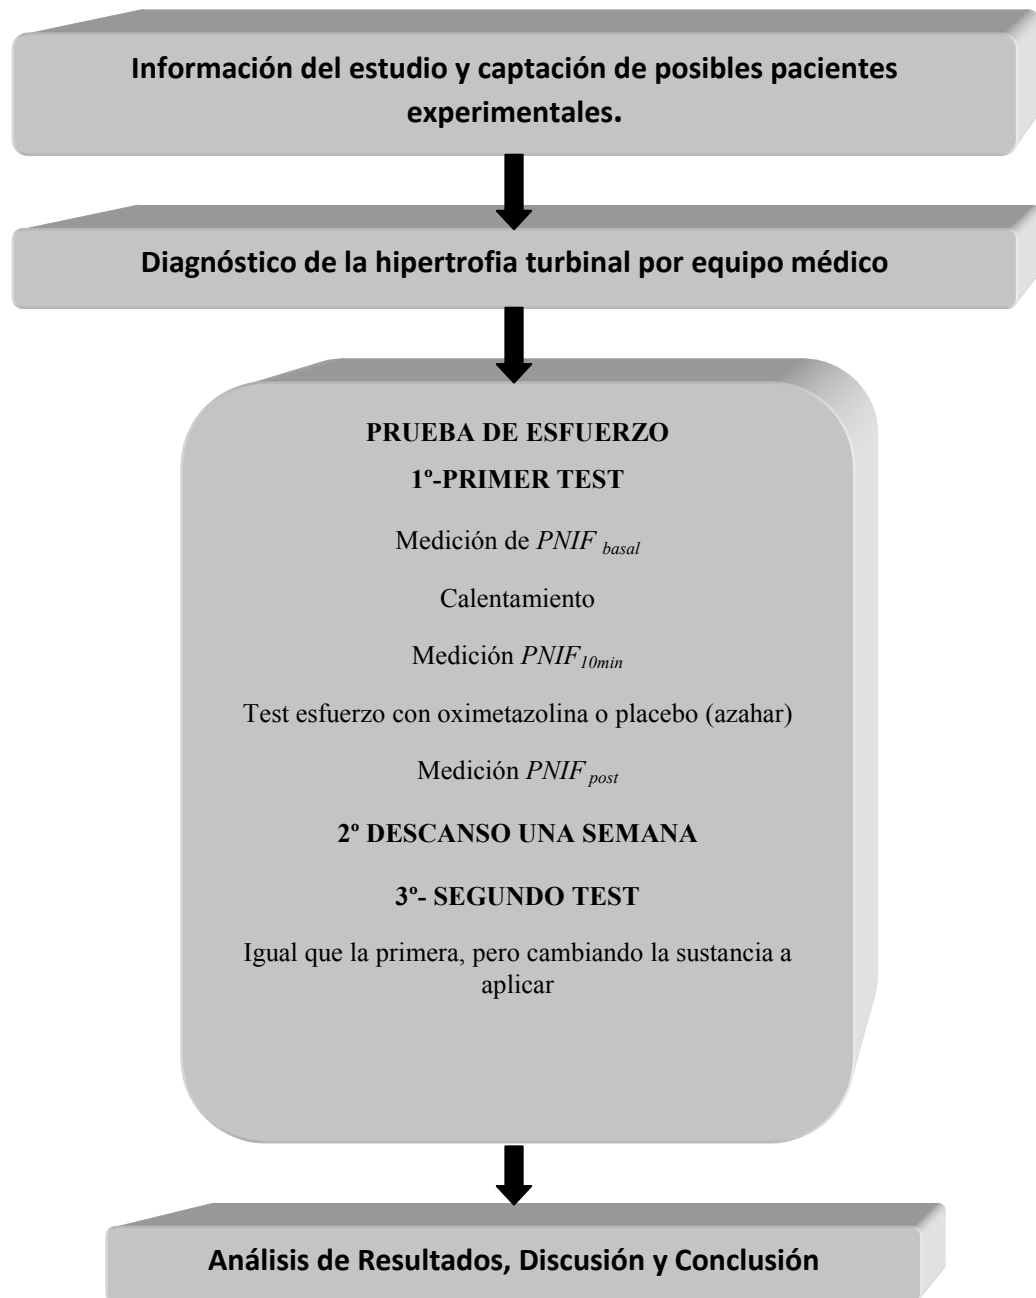 Información del estudio y captación de posibles pacientes
experimentales.
Diagnóstico de la hipertrofia turbinal por equipo médico
PRUEBA DE ESFUERZO
1º-PRIMER TEST
Medición de PNIF basal
Calentamiento
Medición PNIF10min
Test esfuerzo con oximetazolina o placebo (azahar)
Medición PNIF post
2º DESCANSO UNA SEMANA
3º- SEGUNDO TEST
Igual que la primera, pero cambiando la sustancia a
aplicar
Análisis de Resultados, Discusión y Conclusión